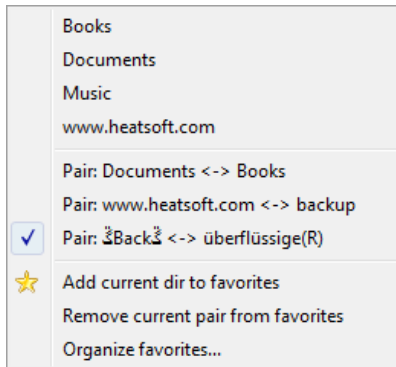 Books
Documents
Music
www.heatsoft.com
Pair: Documents <-> Books
Pair: www.heatsoft.com <-> backup
Pair: Back <-> überflüssige(R)
Add current dir to favorites
Remove current pair from favorites
Organize favorites...